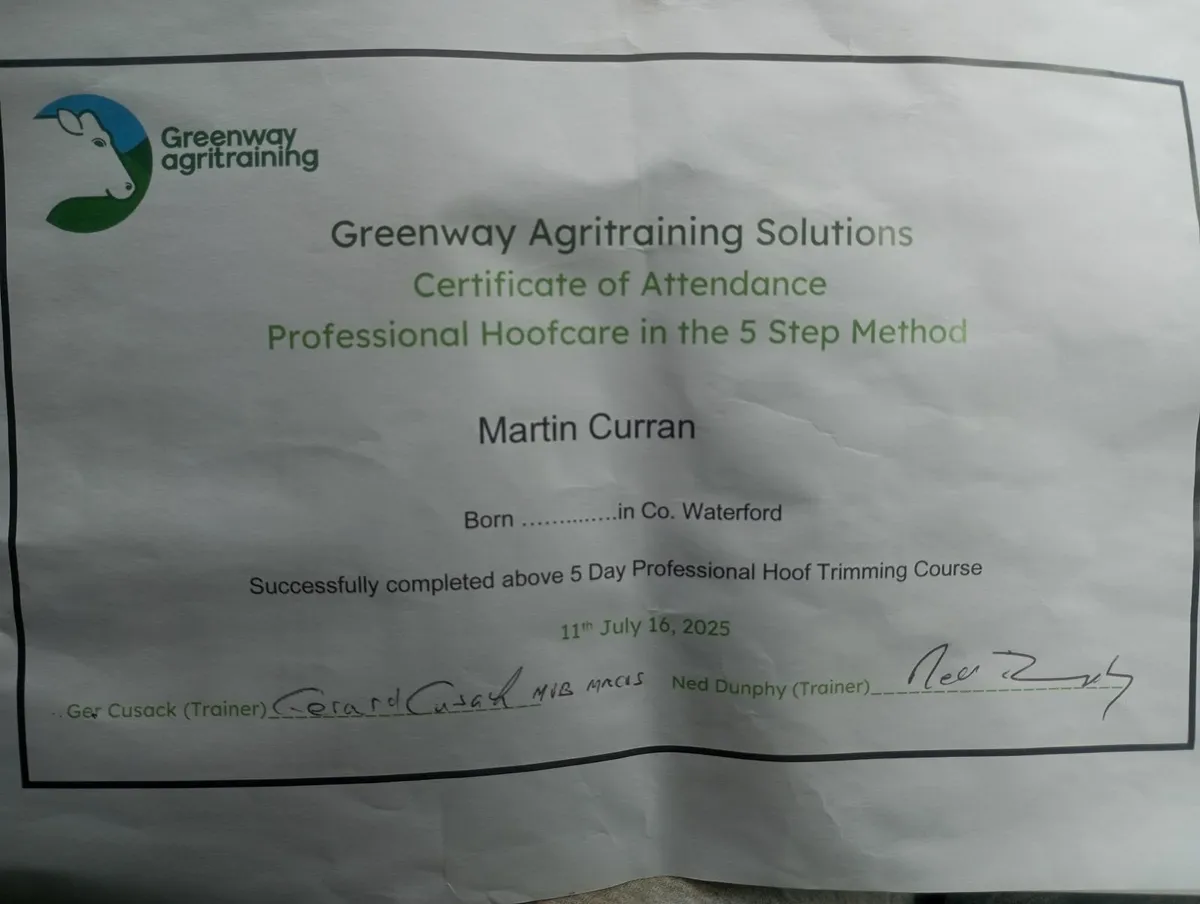 Greenway
agritraining
Greenway Agritraining Solutions
Certificate of Attendance
Professional Hoofcare in the 5 Step Method
Martin Curran
Born ..............in Co. Waterford
Successfully completed above 5 Day Professional Hoof Trimming Course
11th July 16, 2025
Ger Cusack (Trainer) Gerard Cusack MVB MRCVS Ned Dunphy (Trainer) Ned Dunphy